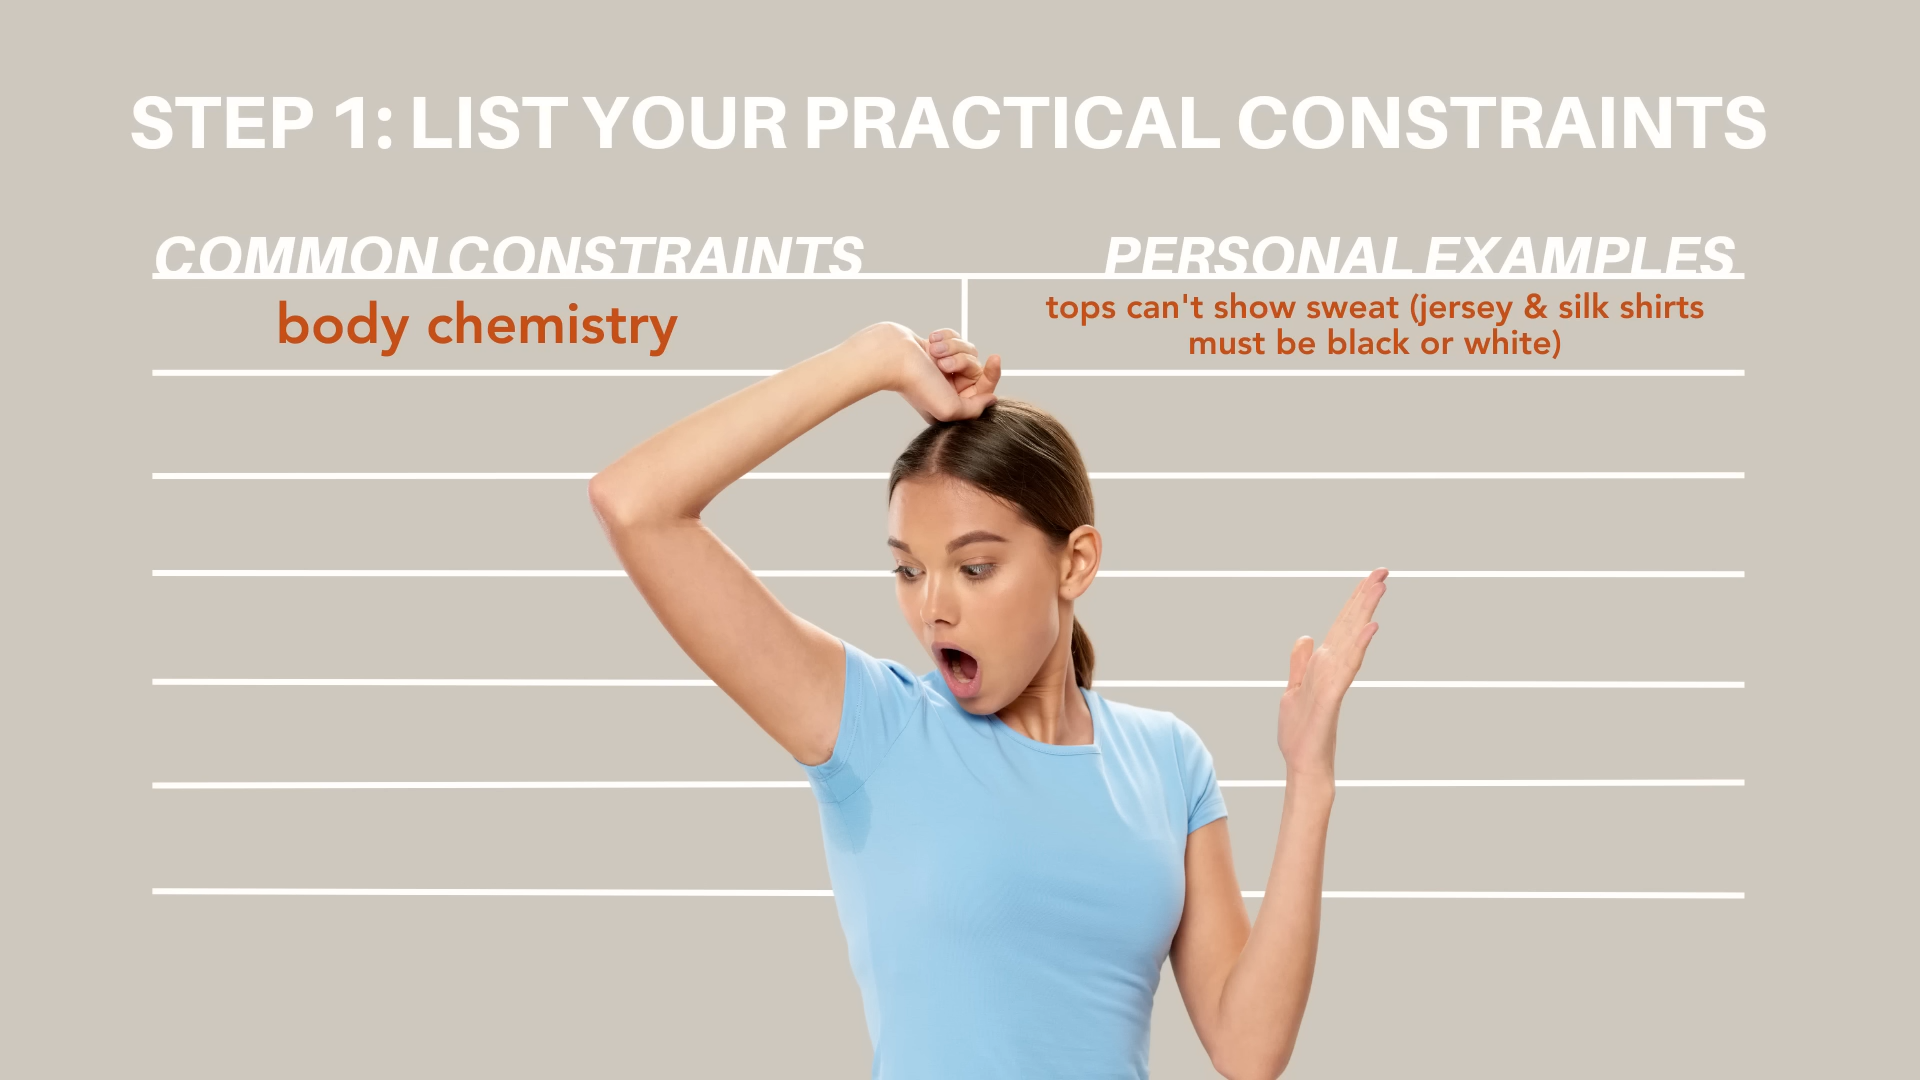 STEP 1: LIST YOUR PRACTICAL CONSTRAINTS
COMMON CONSTRAINTS
PERSONAL EXAMPLES
body chemistry
tops can't show sweat (jersey & silk shirts
must be black or white)